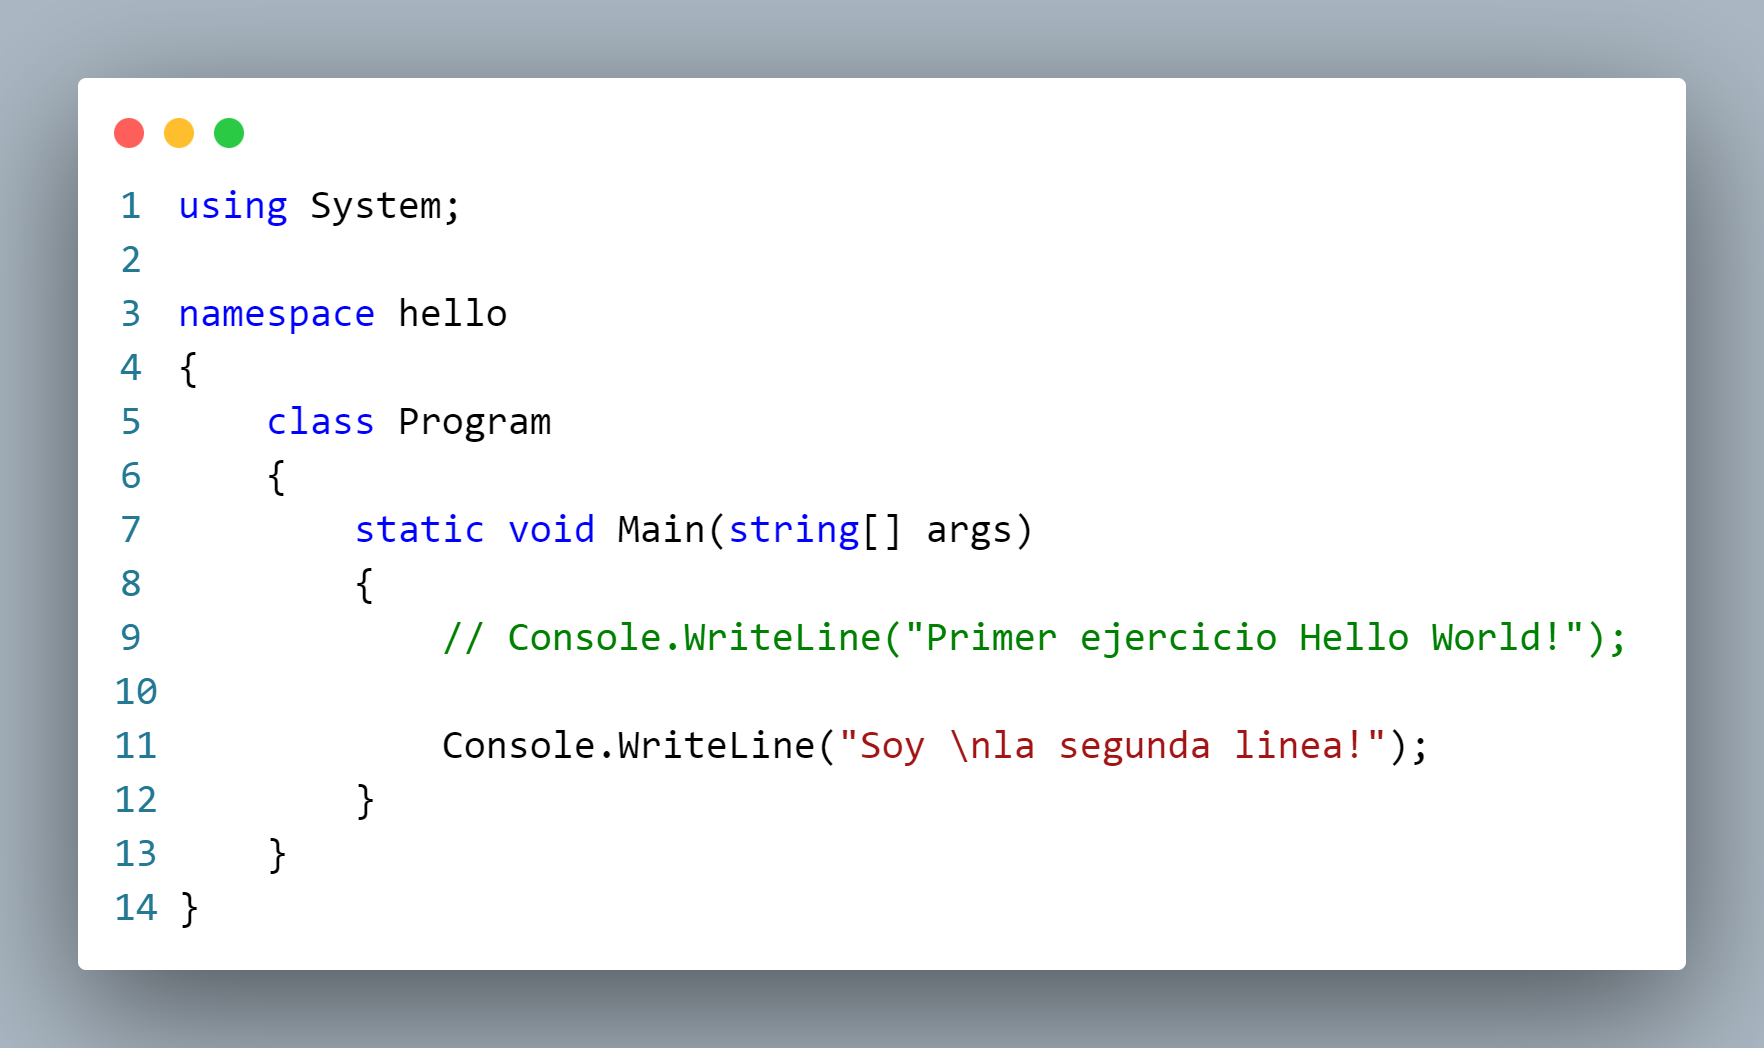 1 using System;
2
3 namespace hello
4 {
5     class Program
6     {
7         static void Main(string[] args)
8         {
9             // Console.WriteLine("Primer ejercicio Hello World!");
10
11             Console.WriteLine("Soy \nla segunda linea!");
12         }
13     }
14 }